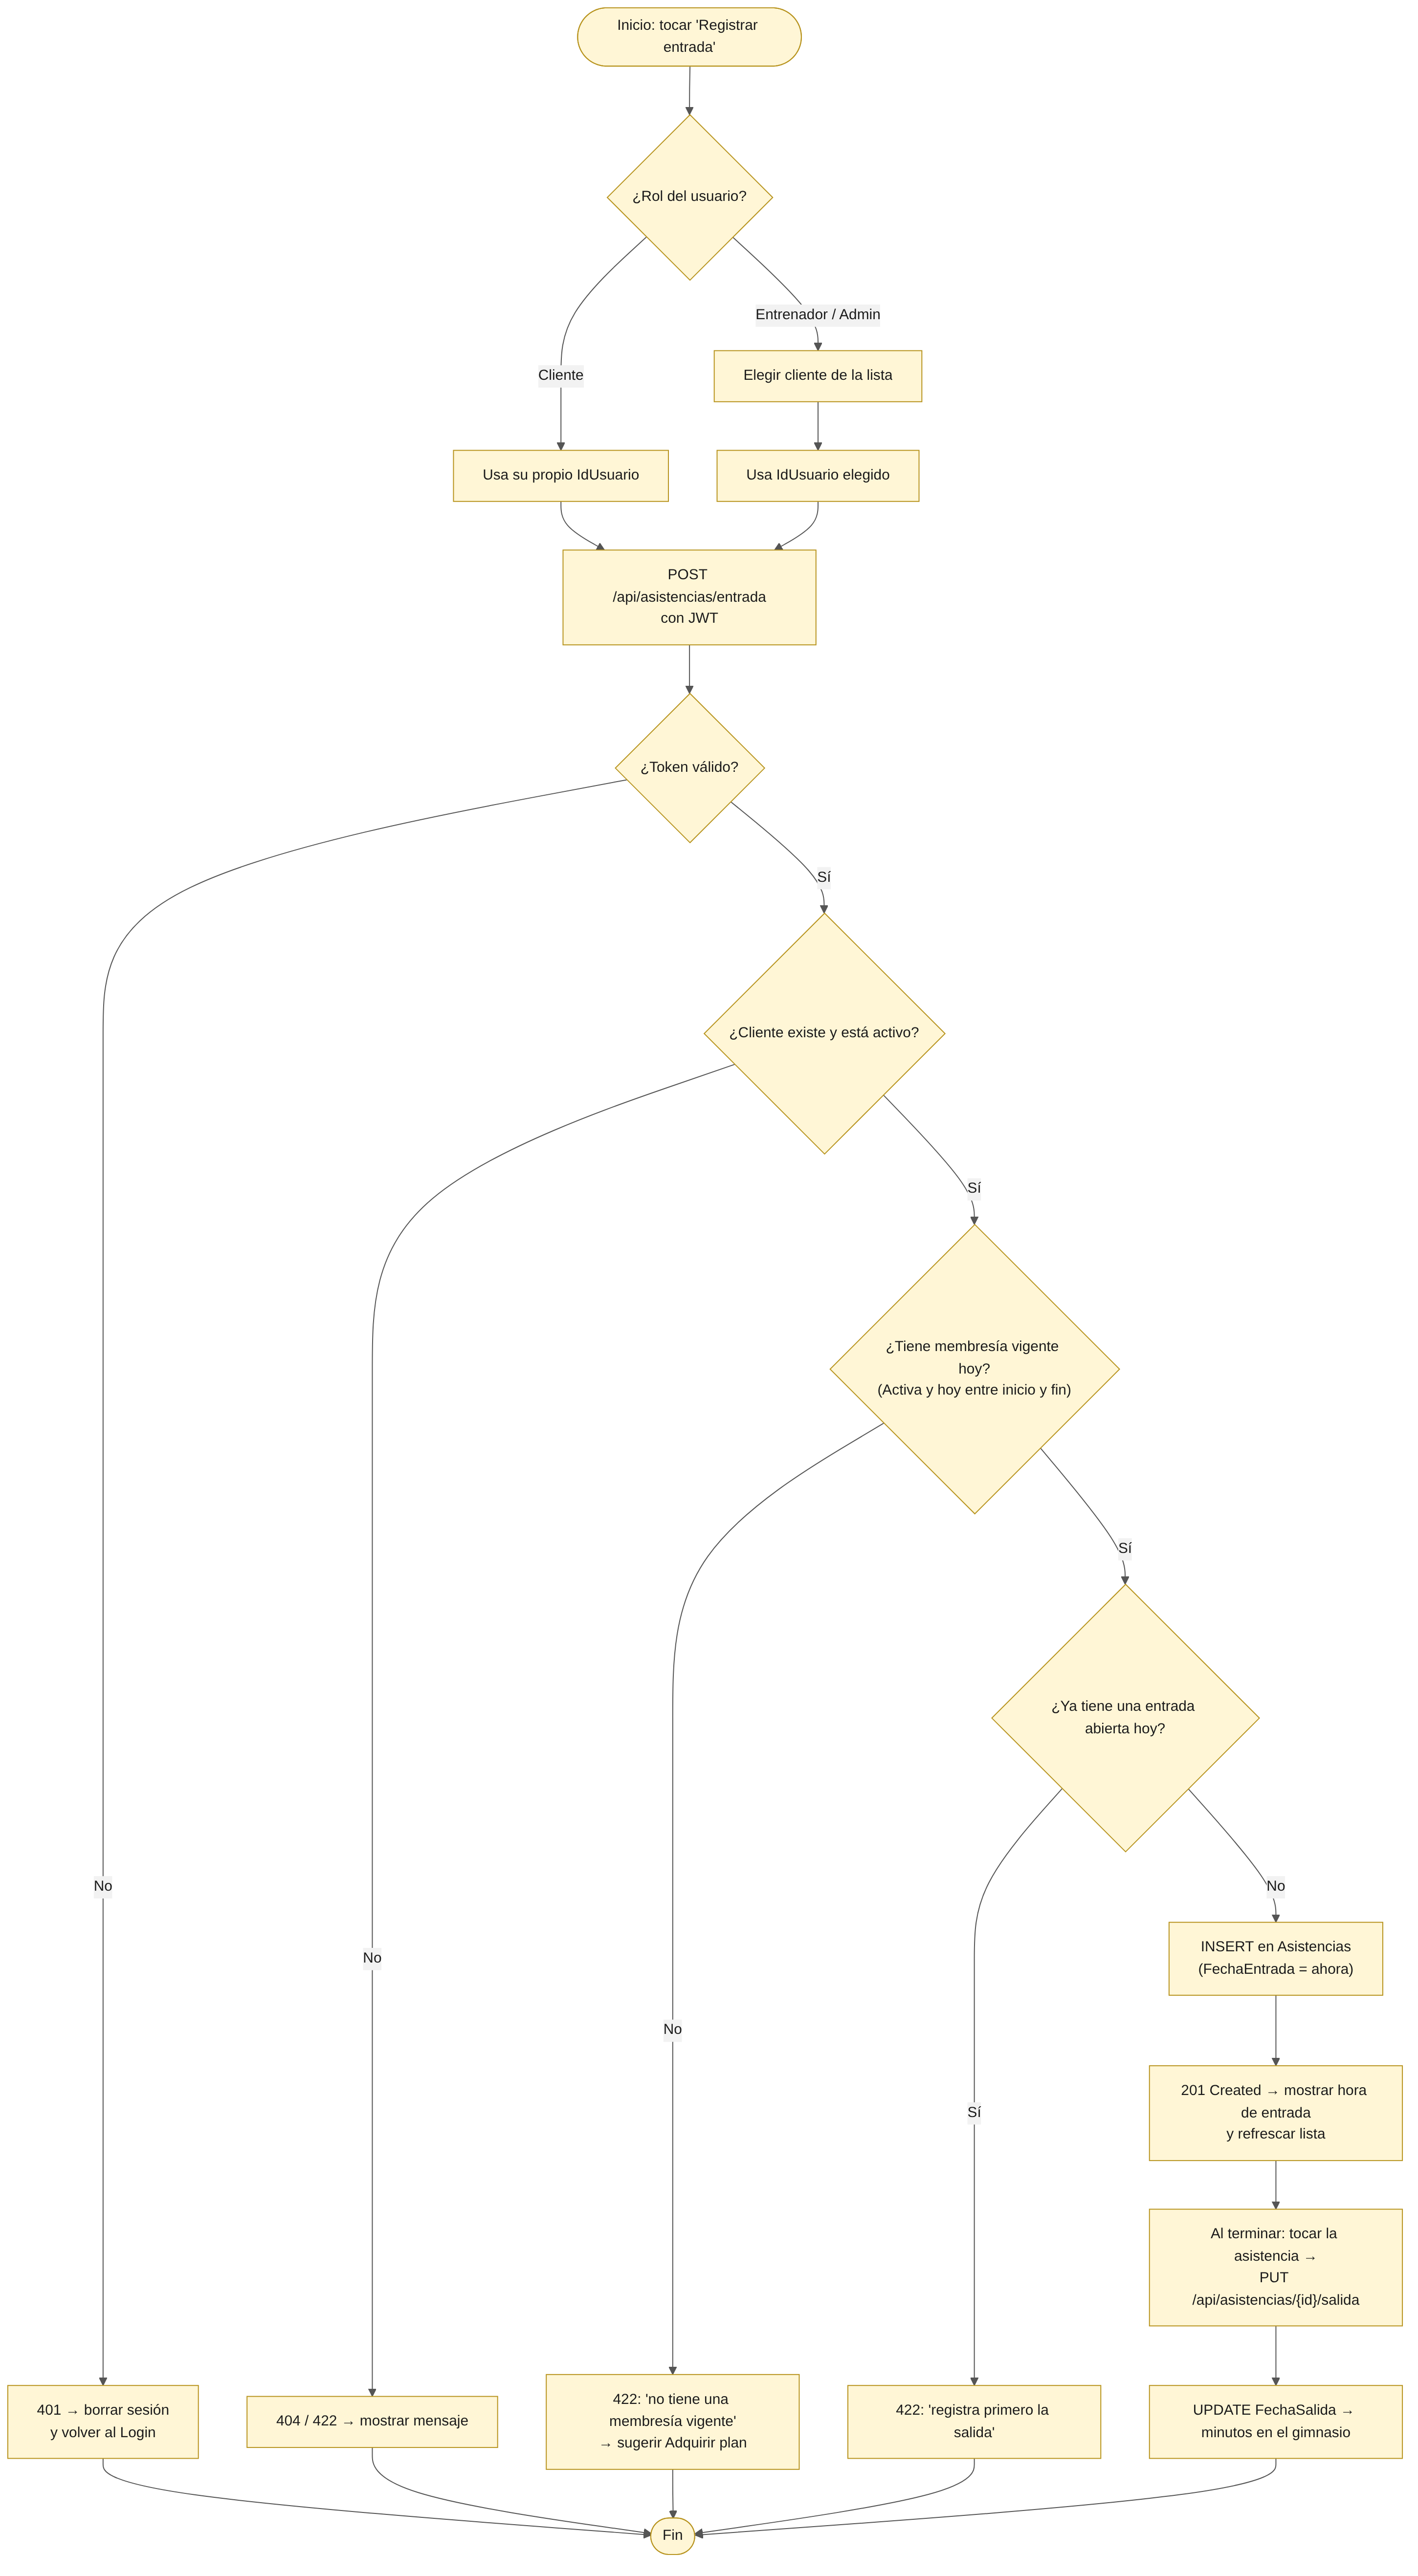 Inicio: tocar 'Registrar
entrada'
¿Rol del usuario?
Entrenador / Admin
Cliente
Elegir cliente de la lista
Usa su propio IdUsuario
Usa IdUsuario elegido
POST
/api/asistencias/entrada
con JWT
¿Token válido?
Sí
¿Cliente existe y está activo?
Sí
¿Tiene membresía vigente
hoy?
(Activa y hoy entre inicio y fin)
Sí
¿Ya tiene una entrada
abierta hoy?
No
No
INSERT en Asistencias
(FechaEntrada = ahora)
No
No
201 Created → mostrar hora
de entrada
y refrescar lista
Sí
Al terminar: tocar la
asistencia →
PUT
/api/asistencias/{id}/salida
401 → borrar sesión
y volver al Login
404 / 422 → mostrar mensaje
422: 'no tiene una
membresía vigente'
→ sugerir Adquirir plan
422: 'registra primero la
salida'
UPDATE FechaSalida →
minutos en el gimnasio
Fin